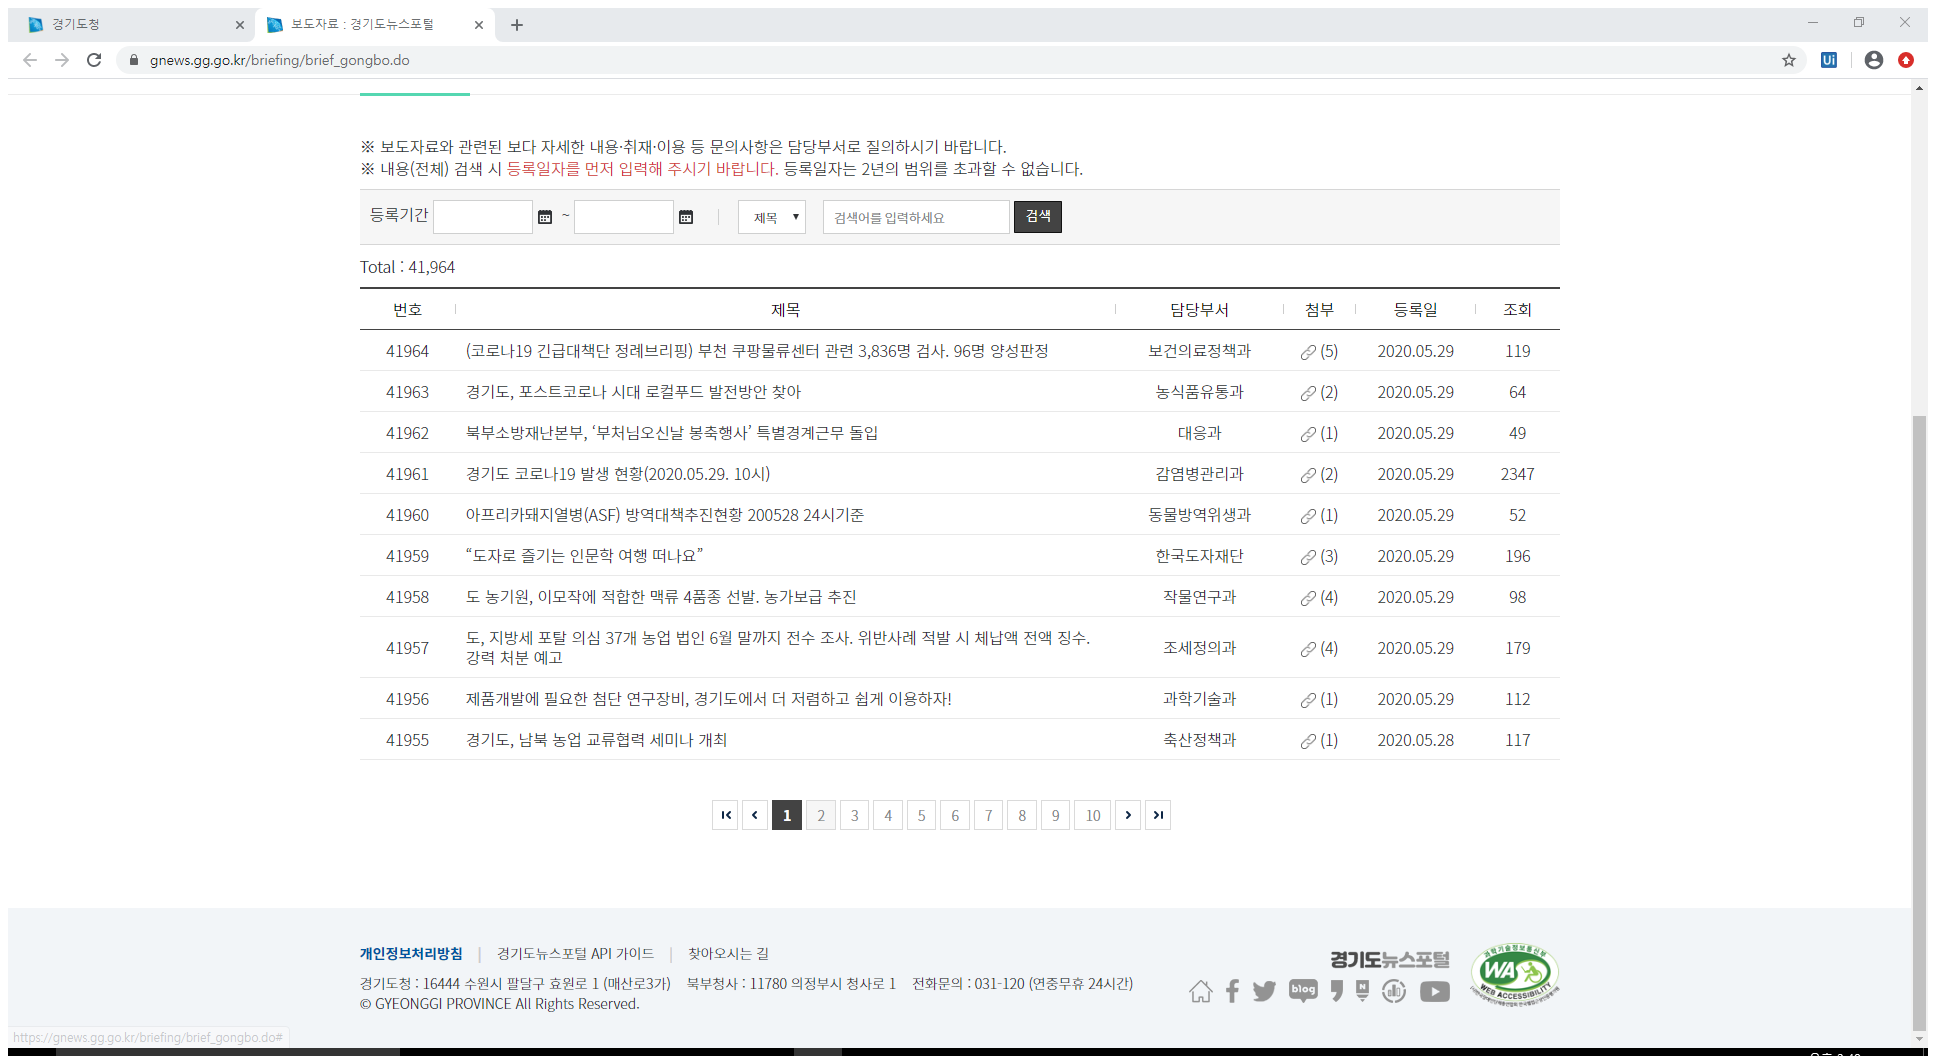 경기도청
보도자료 : 경기도뉴스포털
gnews.gg.go.kr/briefing/brief_gongbo.do
※ 보도자료와 관련된 보다 자세한 내용·취재·이용 등 문의사항은 담당부서로 질의하시기 바랍니다.
※ 내용(전체) 검색 시 등록일자를 먼저 입력해 주시기 바랍니다. 등록일자는 2년의 범위를 초과할 수 없습니다.
등록기간 ~ 제목 검색어를 입력하세요 검색
Total : 41,964
번호 제목 담당부서 첨부 등록일 조회
41964 (코로나19 긴급대책단 정례브리핑) 부천 쿠팡물류센터 관련 3,836명 검사. 96명 양성판정 보건의료정책과 (5) 2020.05.29 119
41963 경기도, 포스트코로나 시대 로컬푸드 발전방안 찾아 농식품유통과 (2) 2020.05.29 64
41962 북부소방재난본부, ‘부처님오신날 봉축행사’ 특별경계근무 돌입 대응과 (1) 2020.05.29 49
41961 경기도 코로나19 발생 현황(2020.05.29. 10시) 감염병관리과 (2) 2020.05.29 2347
41960 아프리카돼지열병(ASF) 방역대책추진현황 200528 24시기준 동물방역위생과 (1) 2020.05.29 52
41959 “도자로 즐기는 인문학 여행 떠나요” 한국도자재단 (3) 2020.05.29 196
41958 도 농기원, 이모작에 적합한 맥류 4품종 선발. 농가보급 추진 작물연구과 (4) 2020.05.29 98
41957 도, 지방세 포탈 의심 37개 농업 법인 6월 말까지 전수 조사. 위반사례 적발 시 체납액 전액 징수.
강력 처분 예고 조세정의과 (4) 2020.05.29 179
41956 제품개발에 필요한 첨단 연구장비, 경기도에서 더 저렴하고 쉽게 이용하자! 과학기술과 (1) 2020.05.29 112
41955 경기도, 남북 농업 교류협력 세미나 개최 축산정책과 (1) 2020.05.28 117
1 2 3 4 5 6 7 8 9 10
개인정보처리방침 경기도뉴스포털 API 가이드 찾아오시는 길
경기도뉴스포털
경기도청 : 16444 수원시 팔달구 효원로 1 (매산로3가) 북부청사 : 11780 의정부시 청사로 1 전화문의 : 031-120 (연중무휴 24시간)
© GYEONGGI PROVINCE All Rights Reserved.
blog
과학기술정보통신부
WA
WEB ACCESSIBILITY
https://gnews.gg.go.kr/briefing/brief_gongbo.do#